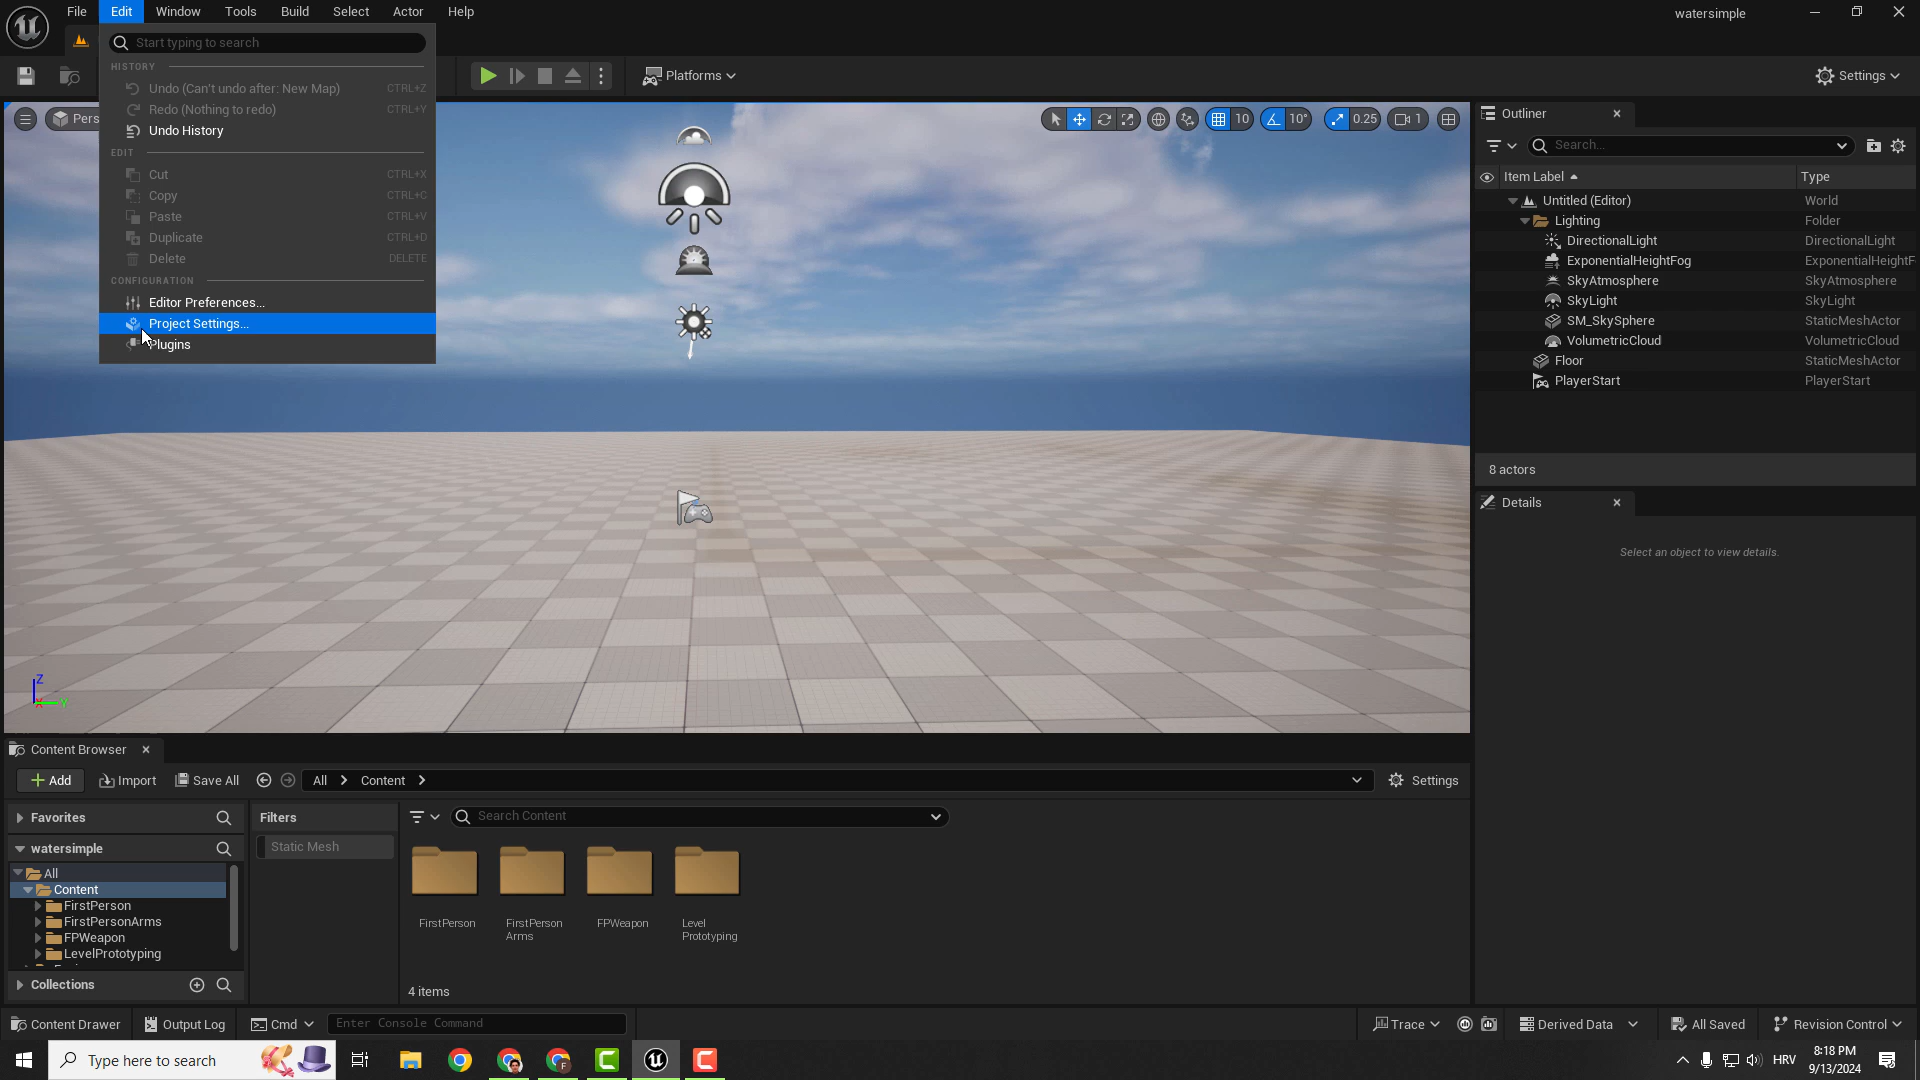 File Edit Window Tools Build Select Actor Help
watersimple
Start typing to search
HISTORY
Undo (Can't undo after: New Map) CTRL+Z
Redo (Nothing to redo) CTRL+Y
Undo History
EDIT
Cut CTRL+X
Copy CTRL+C
Paste CTRL+V
Duplicate CTRL+D
Delete DELETE
CONFIGURATION
Editor Preferences...
Project Settings...
Plugins
Platforms
Settings
Pers
10 10° 0.25 1
Z
Y
Outliner
Search...
Item Label Type
Untitled (Editor) World
Lighting Folder
DirectionalLight DirectionalLight
ExponentialHeightFog ExponentialHeightF
SkyAtmosphere SkyAtmosphere
SkyLight SkyLight
SM_SkySphere StaticMeshActor
VolumetricCloud VolumetricCloud
Floor StaticMeshActor
PlayerStart PlayerStart
8 actors
Details
Select an object to view details.
Content Browser
Add Import Save All All Content Settings
Favorites
watersimple
All
Content
FirstPerson
FirstPersonArms
FPWeapon
LevelPrototyping
Collections
Filters
Static Mesh
Search Content
FirstPerson
FirstPerson
Arms
FPWeapon
Level
Prototyping
4 items
Content Drawer Output Log Cmd Enter Console Command Trace Derived Data All Saved Revision Control
Type here to search
HRV
8:18 PM
9/13/2024